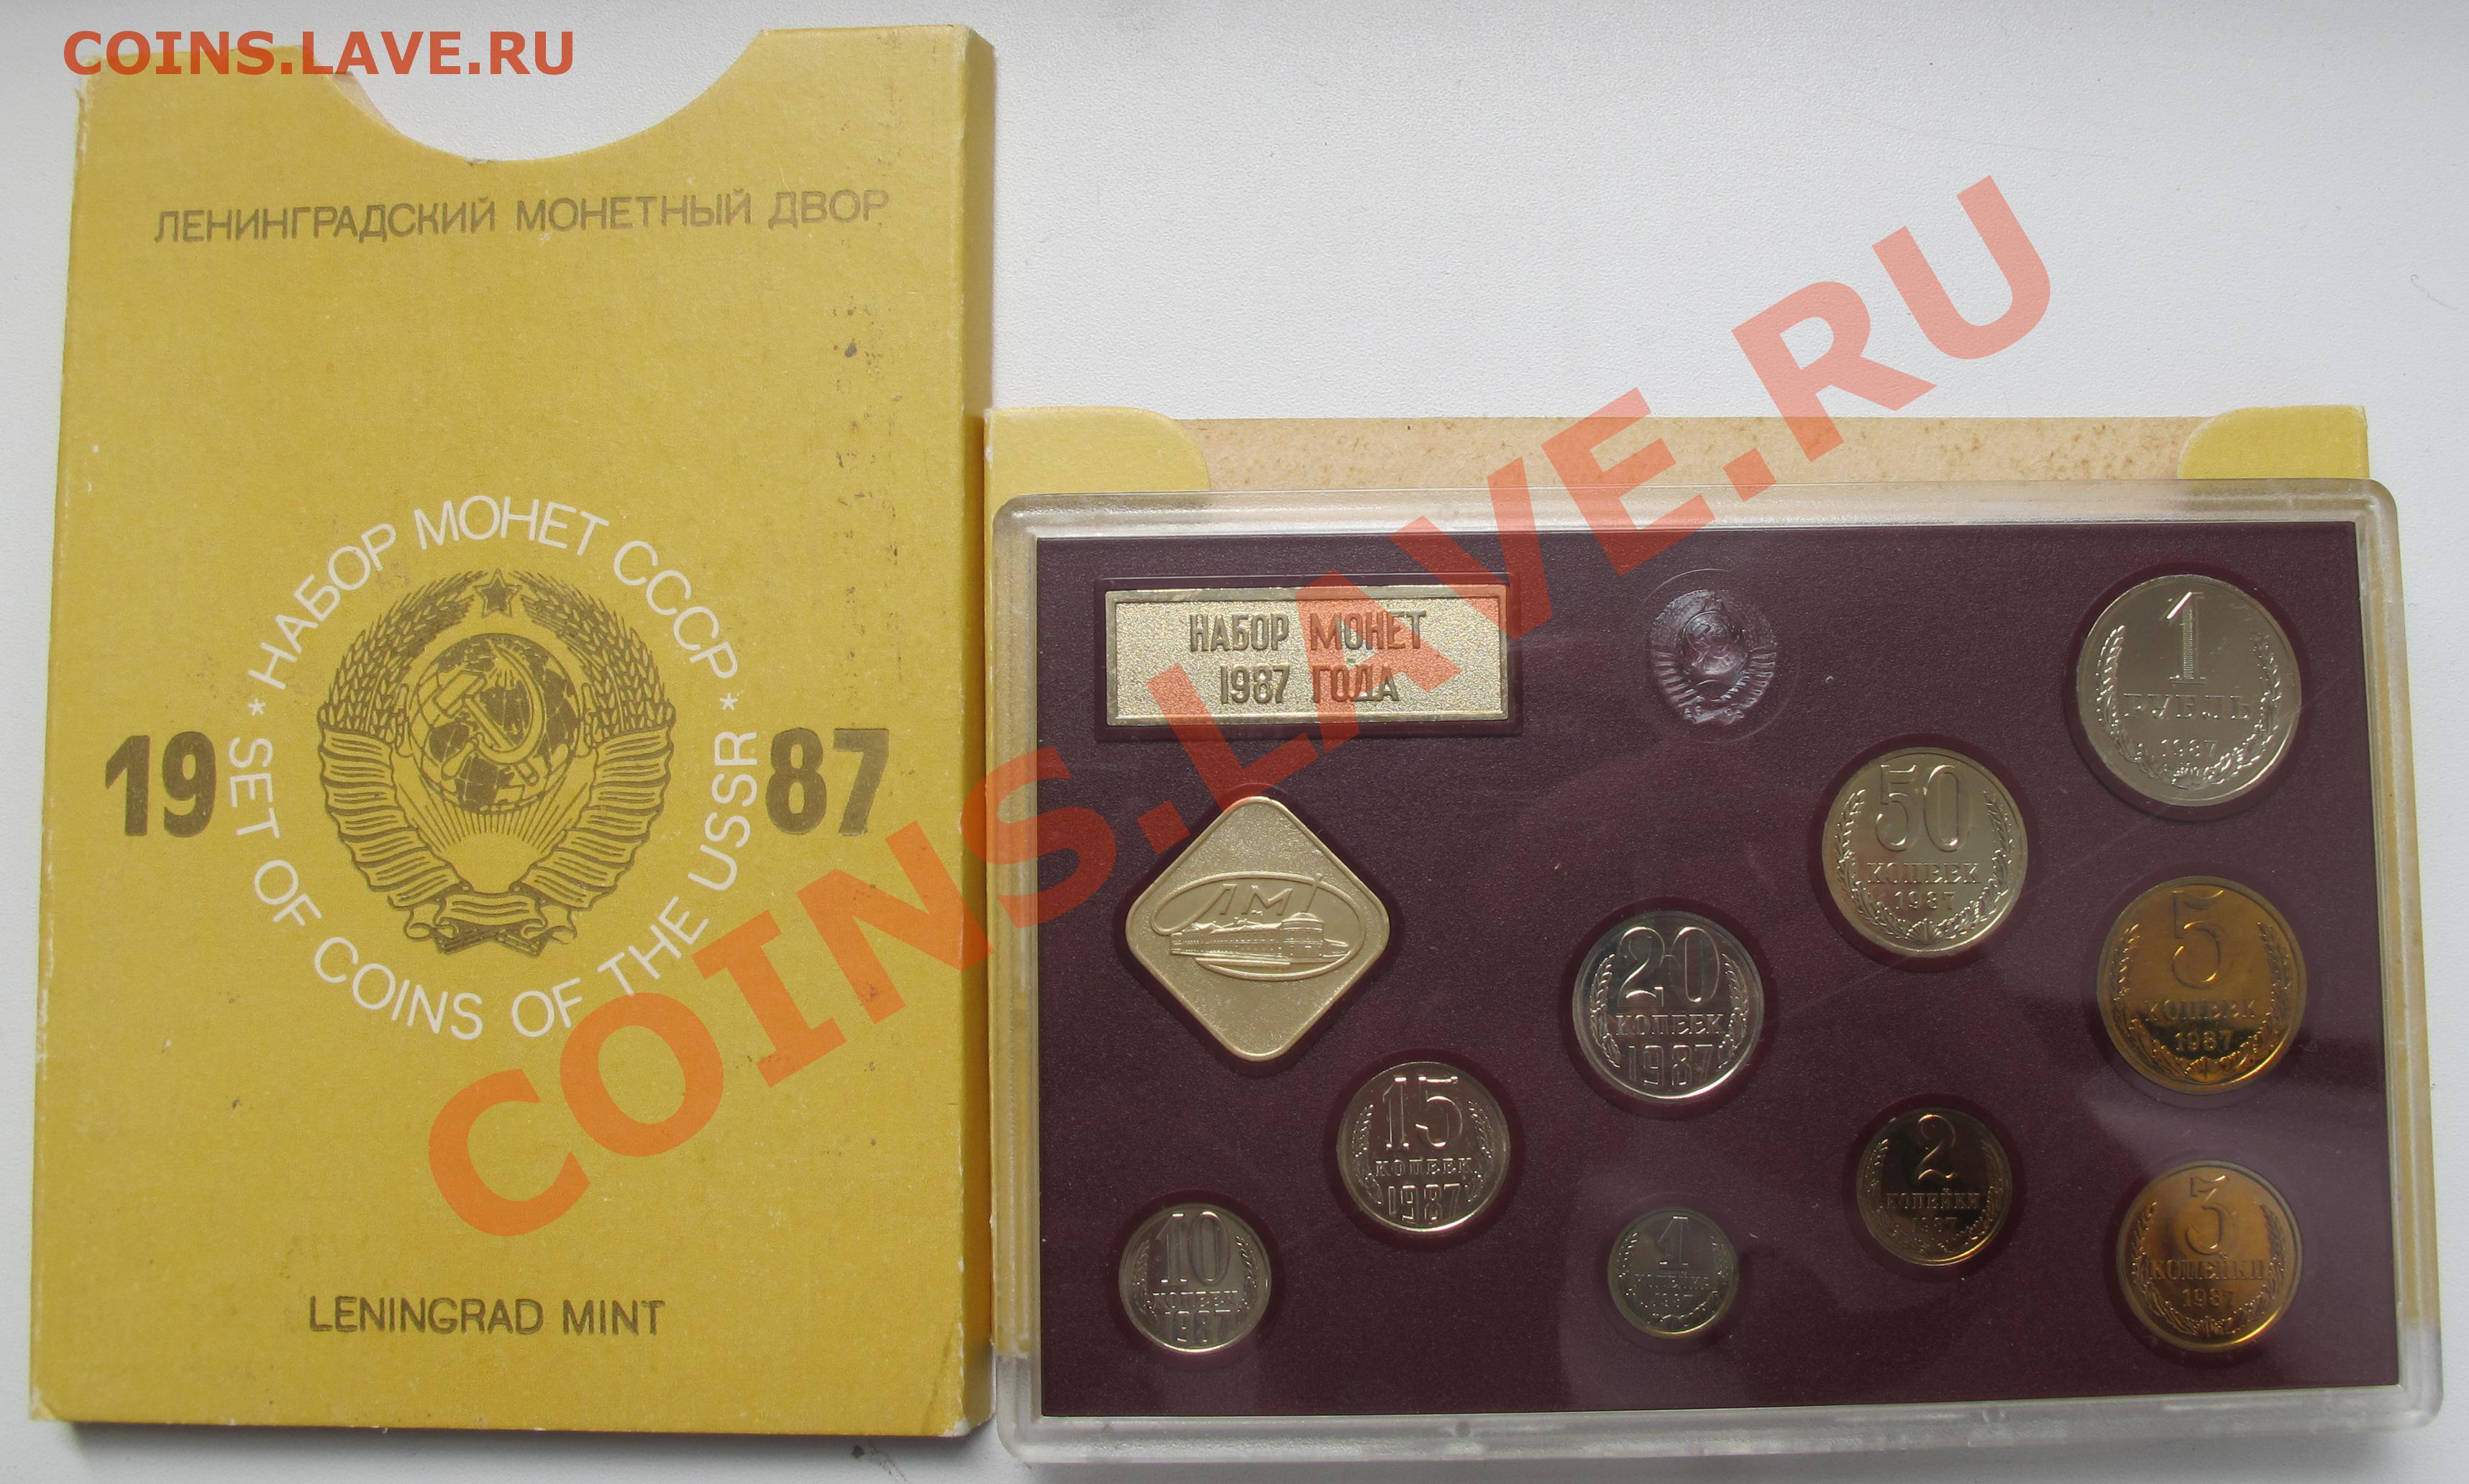 COINS.LAVE.RU
ЛЕНИНГРАДСКИЙ МОНЕТНЫЙ ДВОР
* НАБОР МОНЕТ СССР *
19 87
SET OF COINS OF THE USSR
LENINGRAD MINT
COINS.LAVE.RU
НАБОР МОНЕТ
1987 ГОДА
ЛМД
1
РУБЛЬ
1987
50
КОПЕЕК
1987
20
КОПЕЕК
1987
5
КОПЕЕК
1987
15
КОПЕЕК
1987
2
КОПЕЙКИ
1987
10
КОПЕЕК
1987
1
КОПЕЙКА
1987
3
КОПЕЙКИ
1987